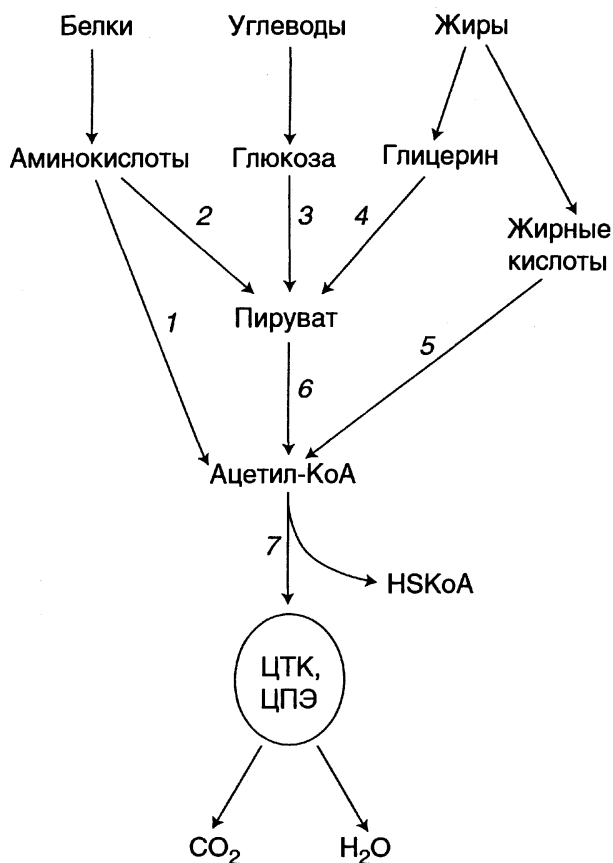 Белки Углеводы Жиры
Аминокислоты Глюкоза Глицерин
2 3 4
Жирные
кислоты
Пируват
1 5
6
Ацетил-КоА
7
HSKoA
ЦТК,
ЦПЭ
CO₂ H₂O